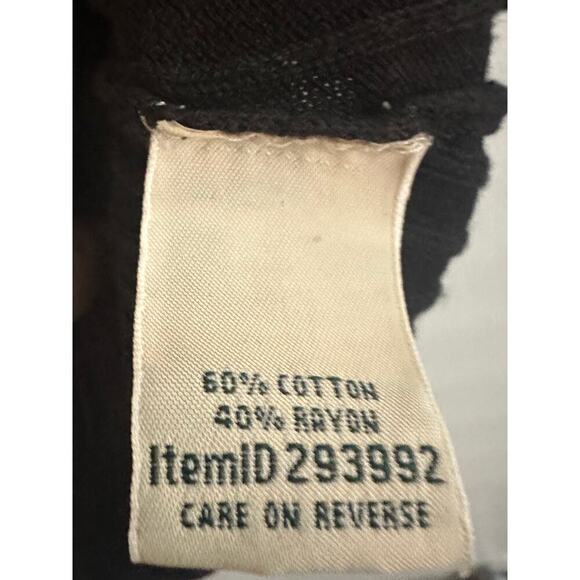 60% COTTON
40% RAYON
ItemID 293992
CARE ON REVERSE